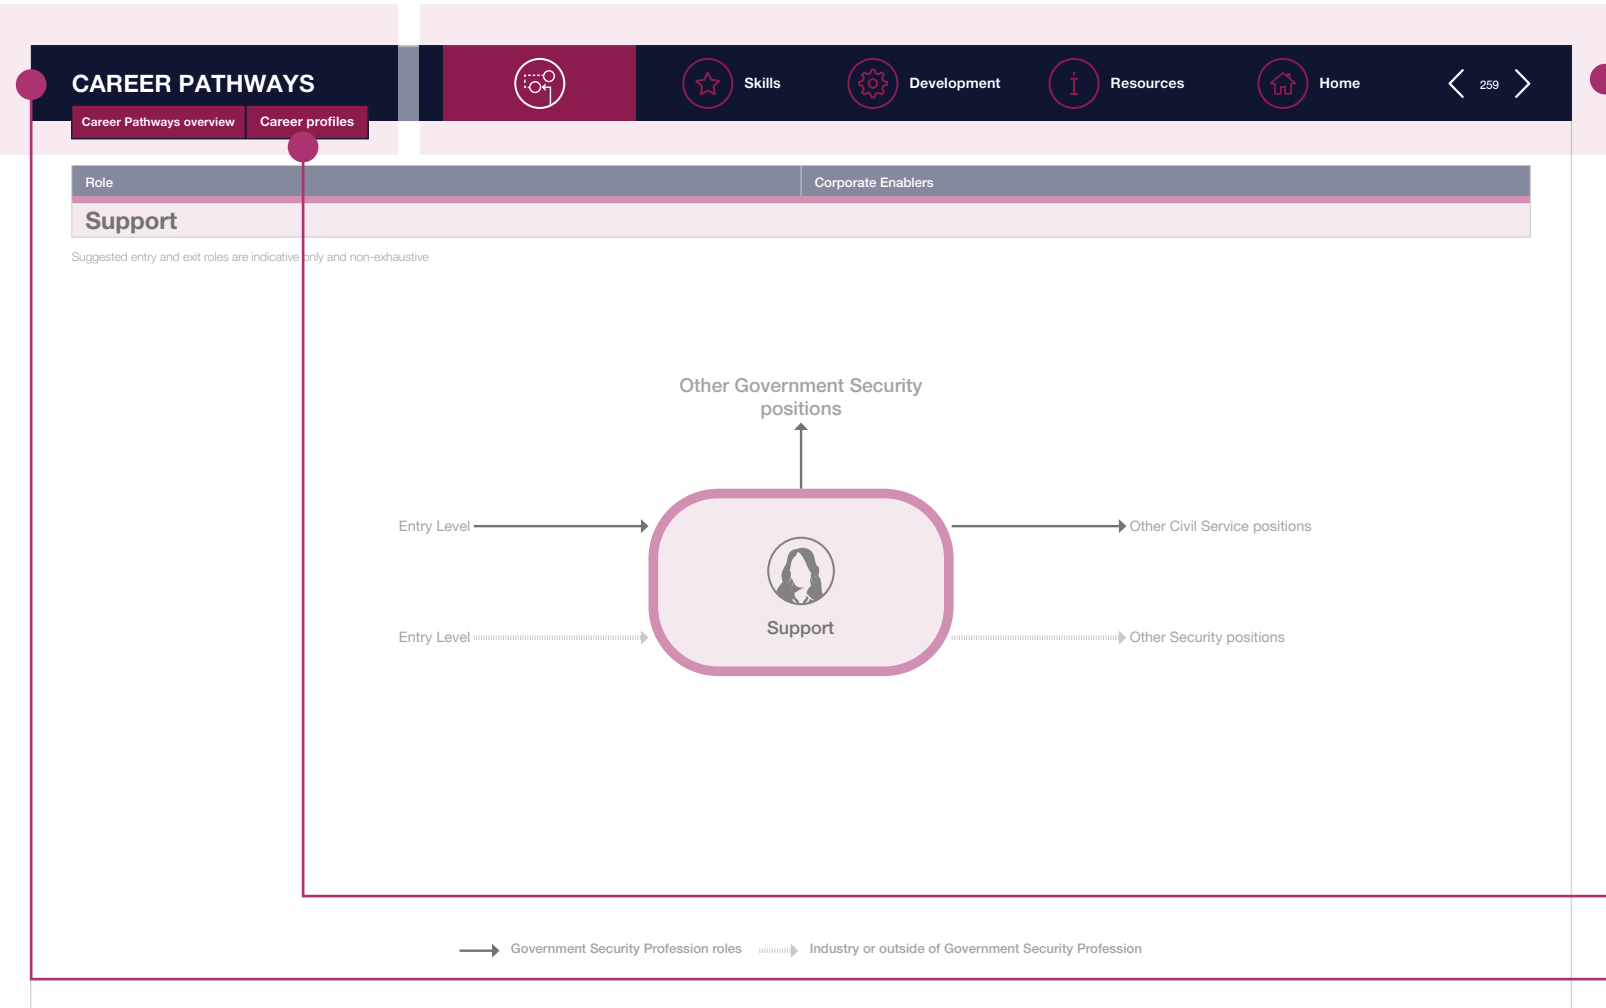 CAREER PATHWAYS
Skills
Development
Resources
Home
259
Career Pathways overview
Career profiles
Role
Corporate Enablers
Support
Suggested entry and exit roles are indicative only and non-exhaustive
Other Government Security
positions
Entry Level
Other Civil Service positions
Support
Entry Level
Other Security positions
Government Security Profession roles
Industry or outside of Government Security Profession